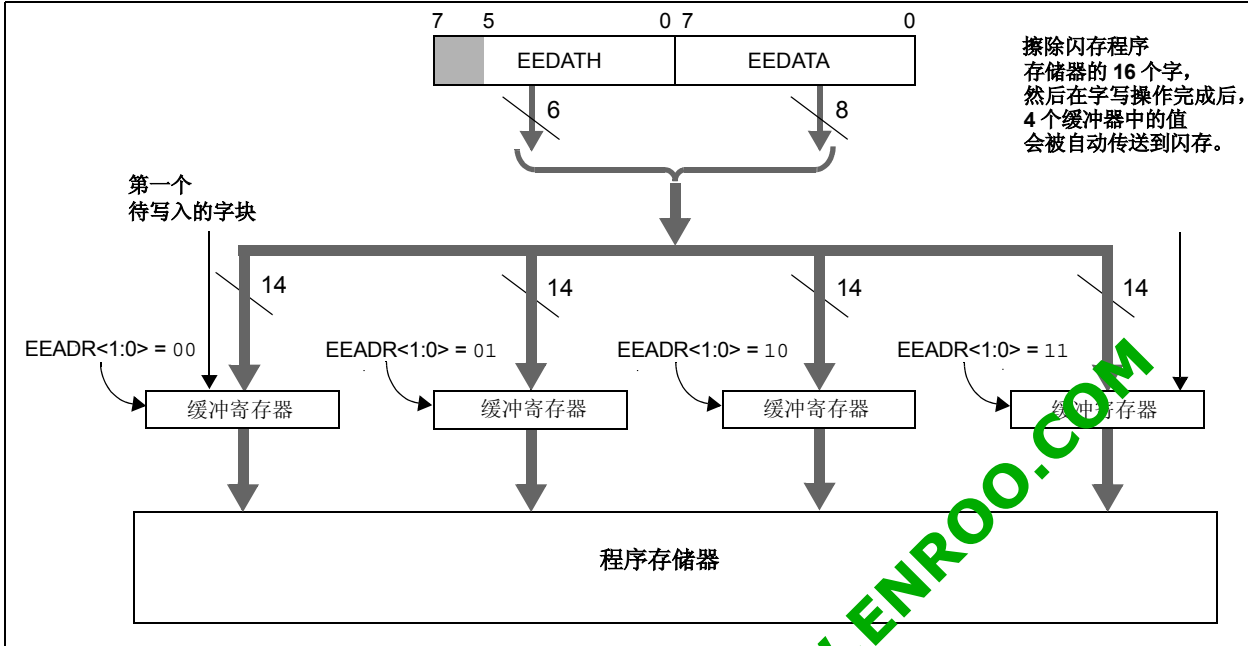 7 5 0 7 0
EEDATH EEDATA
擦除闪存程序
存储器的 16 个字，
然后在字写操作完成后，
4 个缓冲器中的值
会被自动传送到闪存。
6 8
第一个
待写入的字块
14 14 14 14
EEADR<1:0> = 00 EEADR<1:0> = 01 EEADR<1:0> = 10 EEADR<1:0> = 11
缓冲寄存器 缓冲寄存器 缓冲寄存器 缓冲寄存器
程序存储器
ENROO.COM